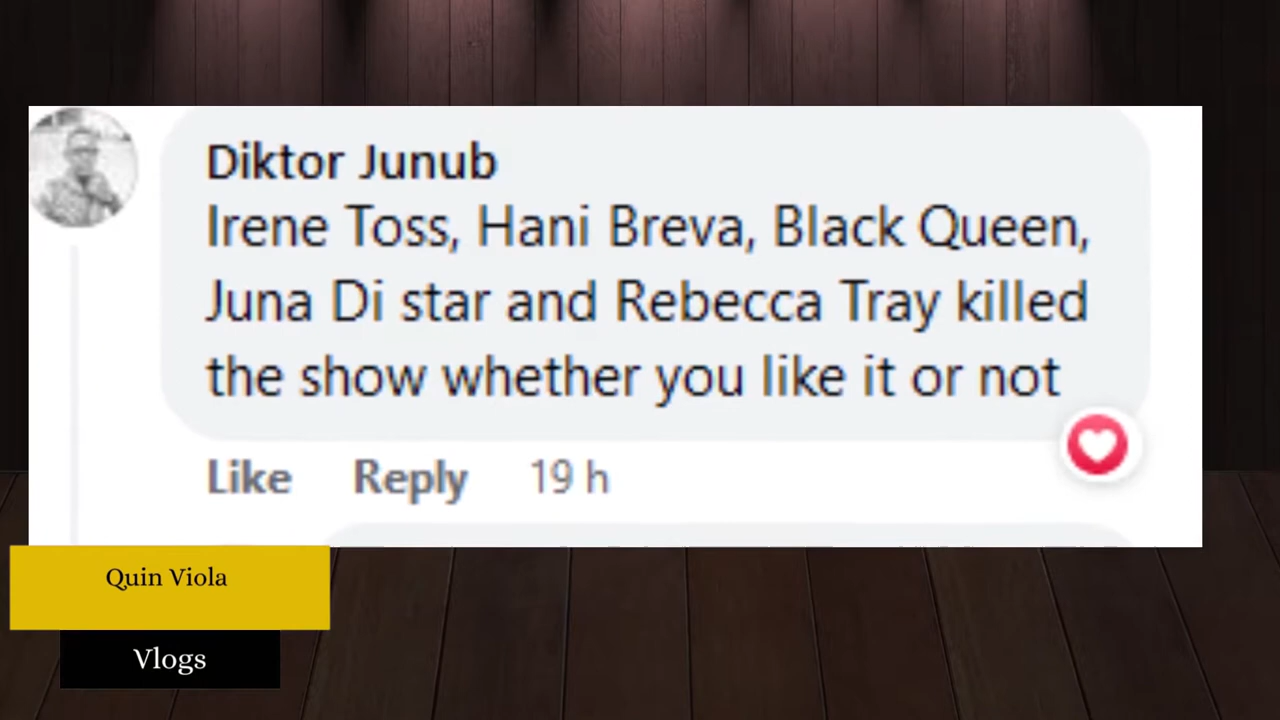 Diktor Junub
Irene Toss, Hani Breva, Black Queen,
Juna Di star and Rebecca Tray killed
the show whether you like it or not
Like Reply 19 h
Quin Viola
Vlogs